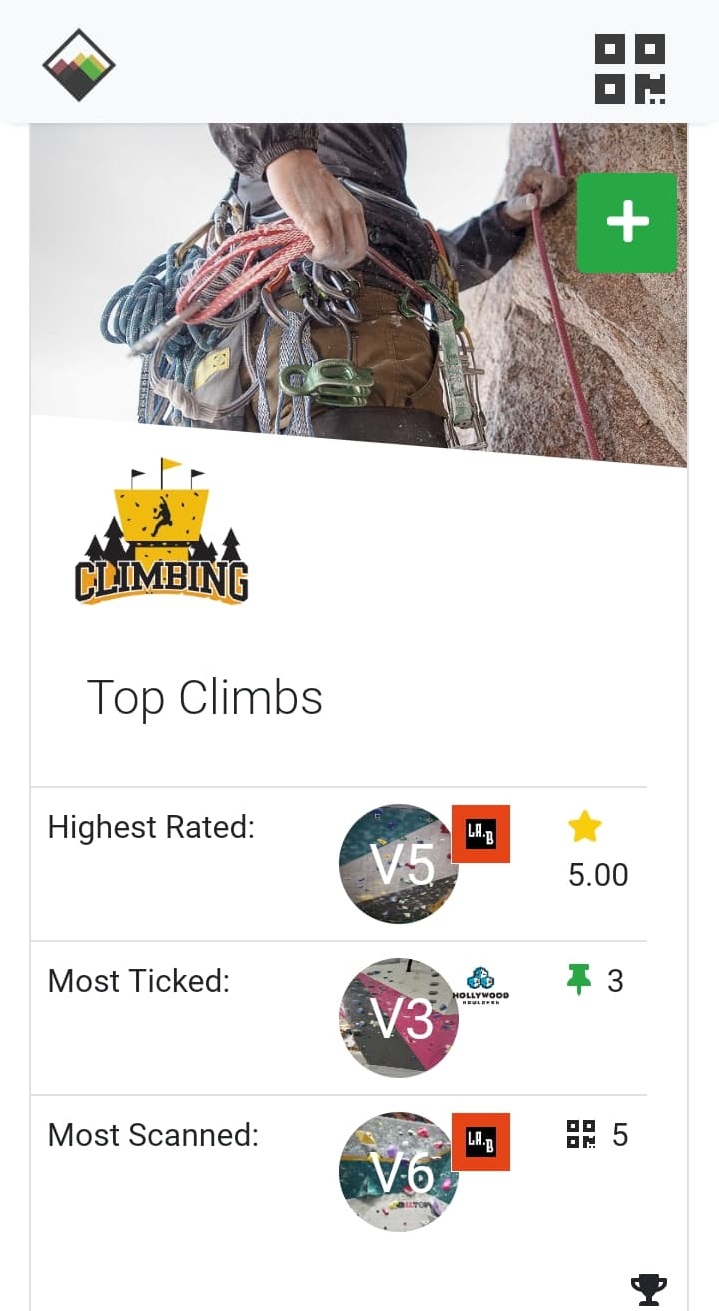 CLIMBING
Top Climbs
Highest Rated:
V5
LA.B
5.00
Most Ticked:
V3
HOLLYWOOD
BOULDERS
3
Most Scanned:
V6
LA.B
5